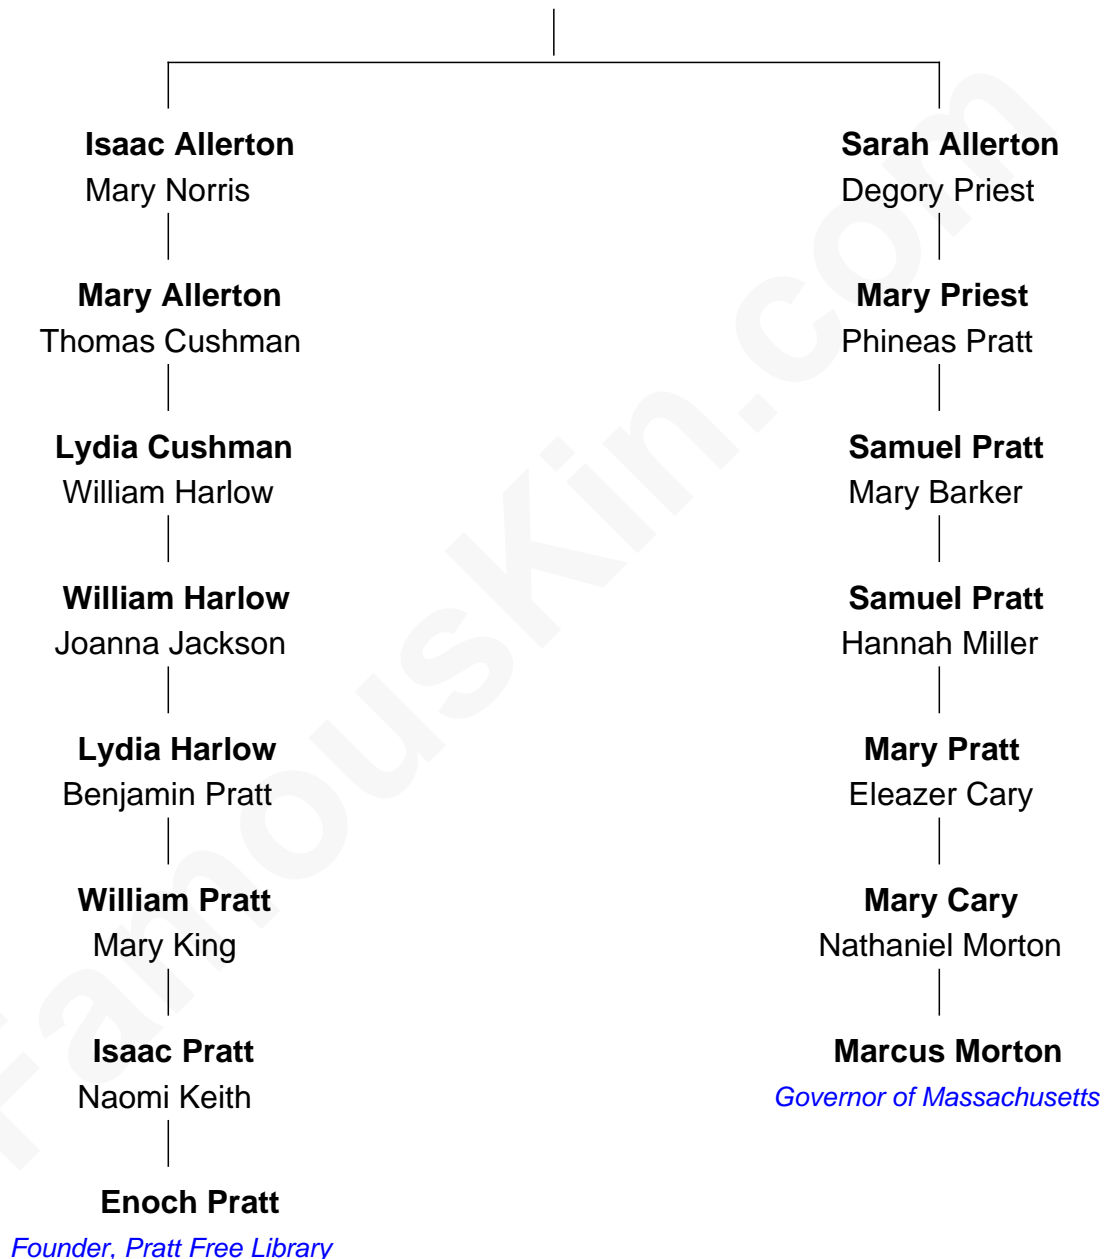 Isaac Allerton
Mary Norris
Mary Allerton
Thomas Cushman
Lydia Cushman
William Harlow
William Harlow
Joanna Jackson
Lydia Harlow
Benjamin Pratt
William Pratt
Mary King
Isaac Pratt
Naomi Keith
Enoch Pratt
Founder, Pratt Free Library
Sarah Allerton
Degory Priest
Mary Priest
Phineas Pratt
Samuel Pratt
Mary Barker
Samuel Pratt
Hannah Miller
Mary Pratt
Eleazer Cary
Mary Cary
Nathaniel Morton
Marcus Morton
Governor of Massachusetts
FamousKin.com